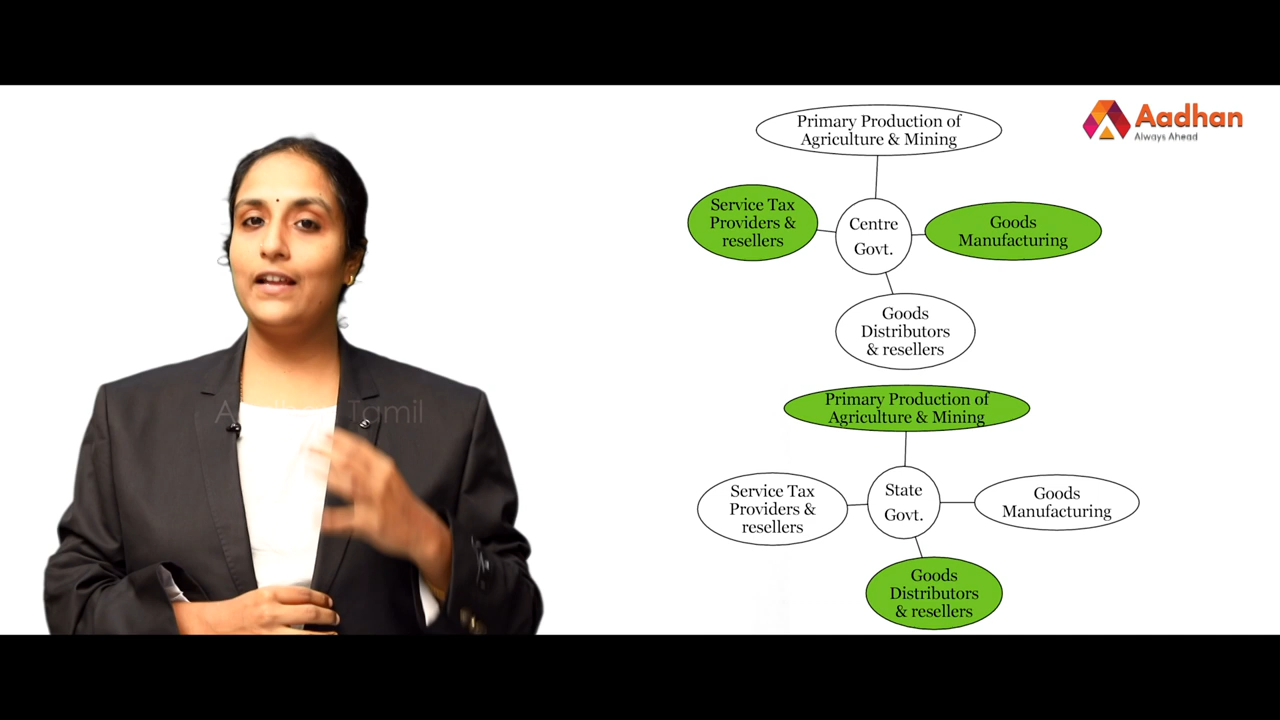 Primary Production of
Agriculture & Mining
Aadhan
Always Ahead
Service Tax
Providers &
resellers
Centre
Govt.
Goods
Manufacturing
Goods
Distributors
& resellers
Primary Production of
Agriculture & Mining
Tamil
Service Tax
Providers &
resellers
State
Govt.
Goods
Manufacturing
Goods
Distributors
& resellers